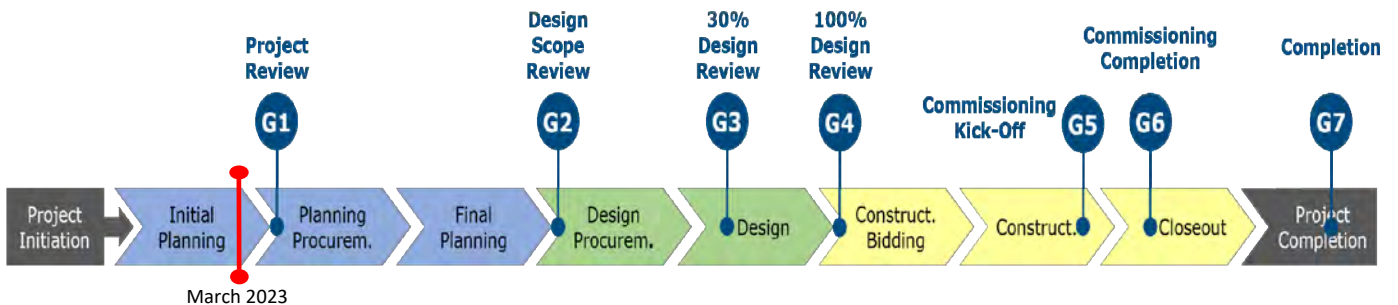 Project
Review
G1
Design
Scope
Review
G2
30%
Design
Review
G3
100%
Design
Review
G4
Commissioning
Kick-Off
G5
Commissioning
Completion
G6
Completion
G7
Project
Initiation
Initial
Planning
Planning
Procurem.
Final
Planning
Design
Procurem.
Design
Construct.
Bidding
Construct.
Closeout
Project
Completion
March 2023